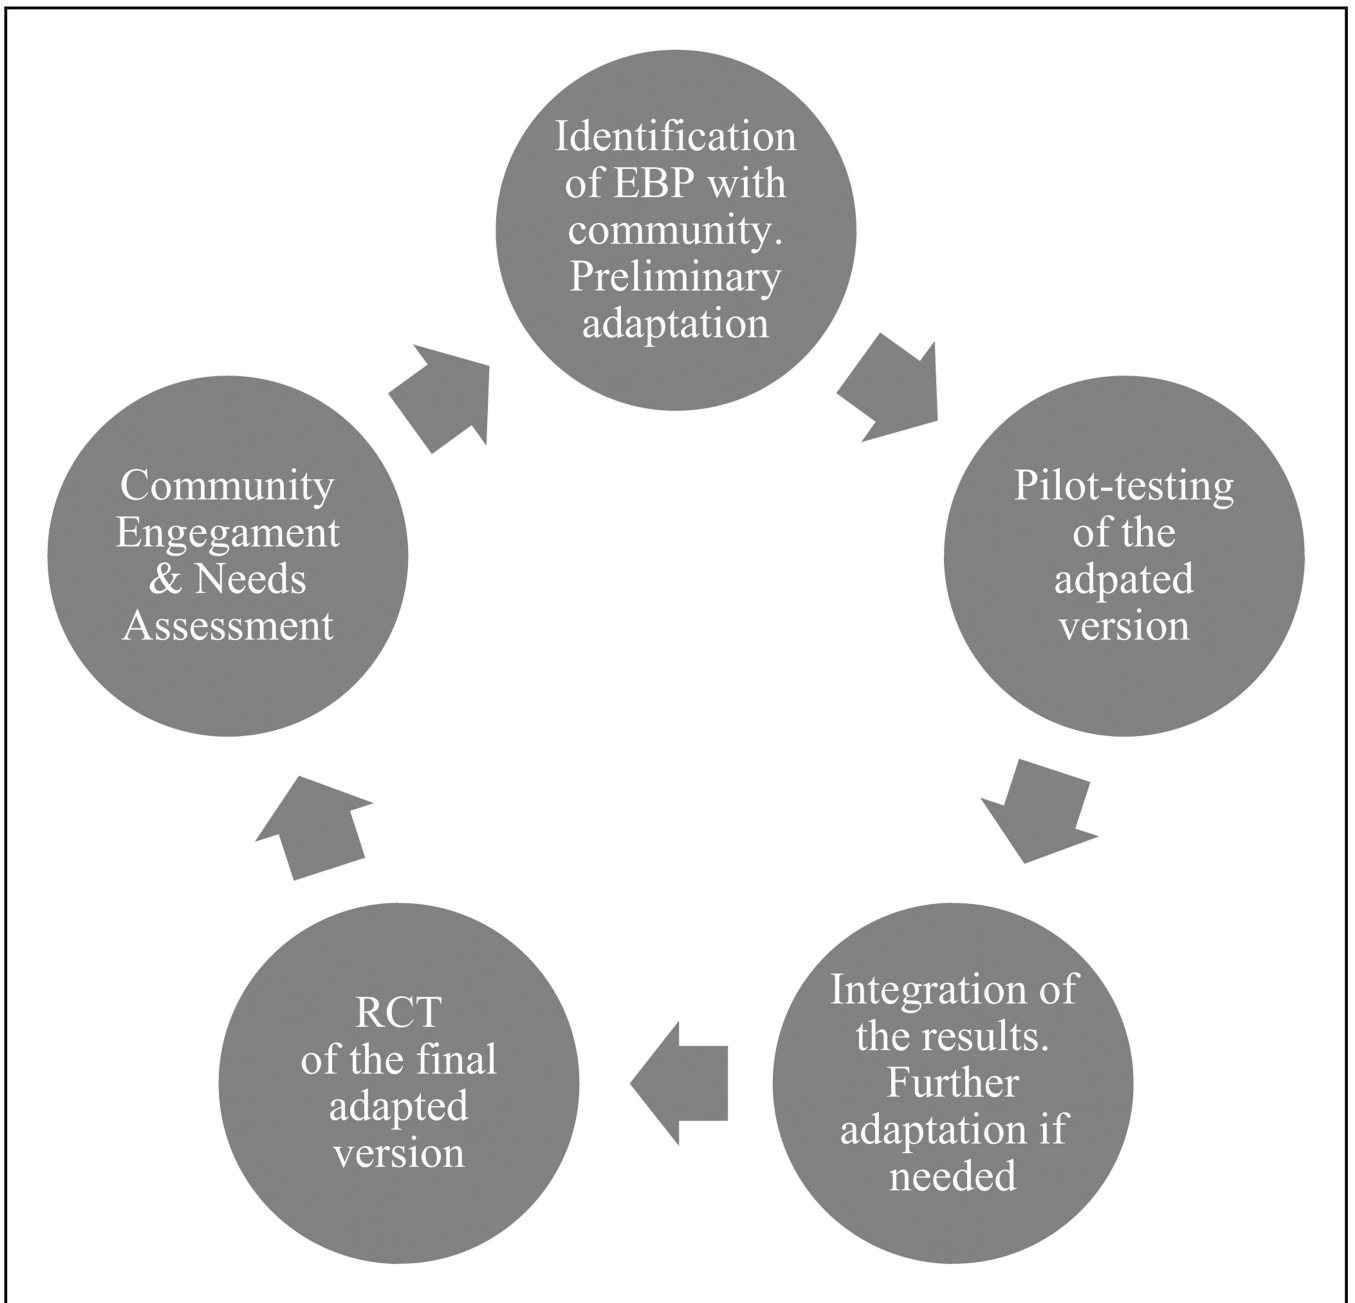 Identification
of EBP with
community.
Preliminary
adaptation
Pilot-testing
of the
adpated
version
Integration of
the results.
Further
adaptation if
needed
RCT
of the final
adapted
version
Community
Engegament
& Needs
Assessment